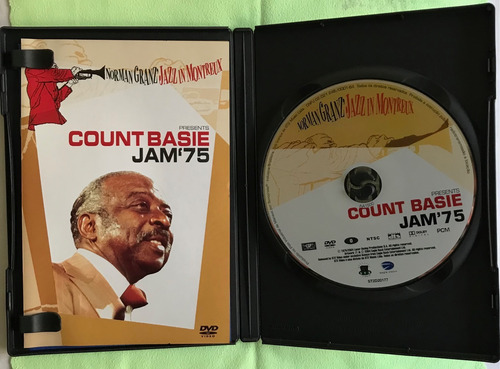 NORMAN GRANZ' JAZZ IN MONTREUX
PRESENTS
COUNT BASIE
JAM'75
DVD
VIDEO
NORMAN GRANZ' JAZZ IN MONTREUX
PRESENTS
COUNT BASIE
JAM'75
NTSC
DOLBY
PCM